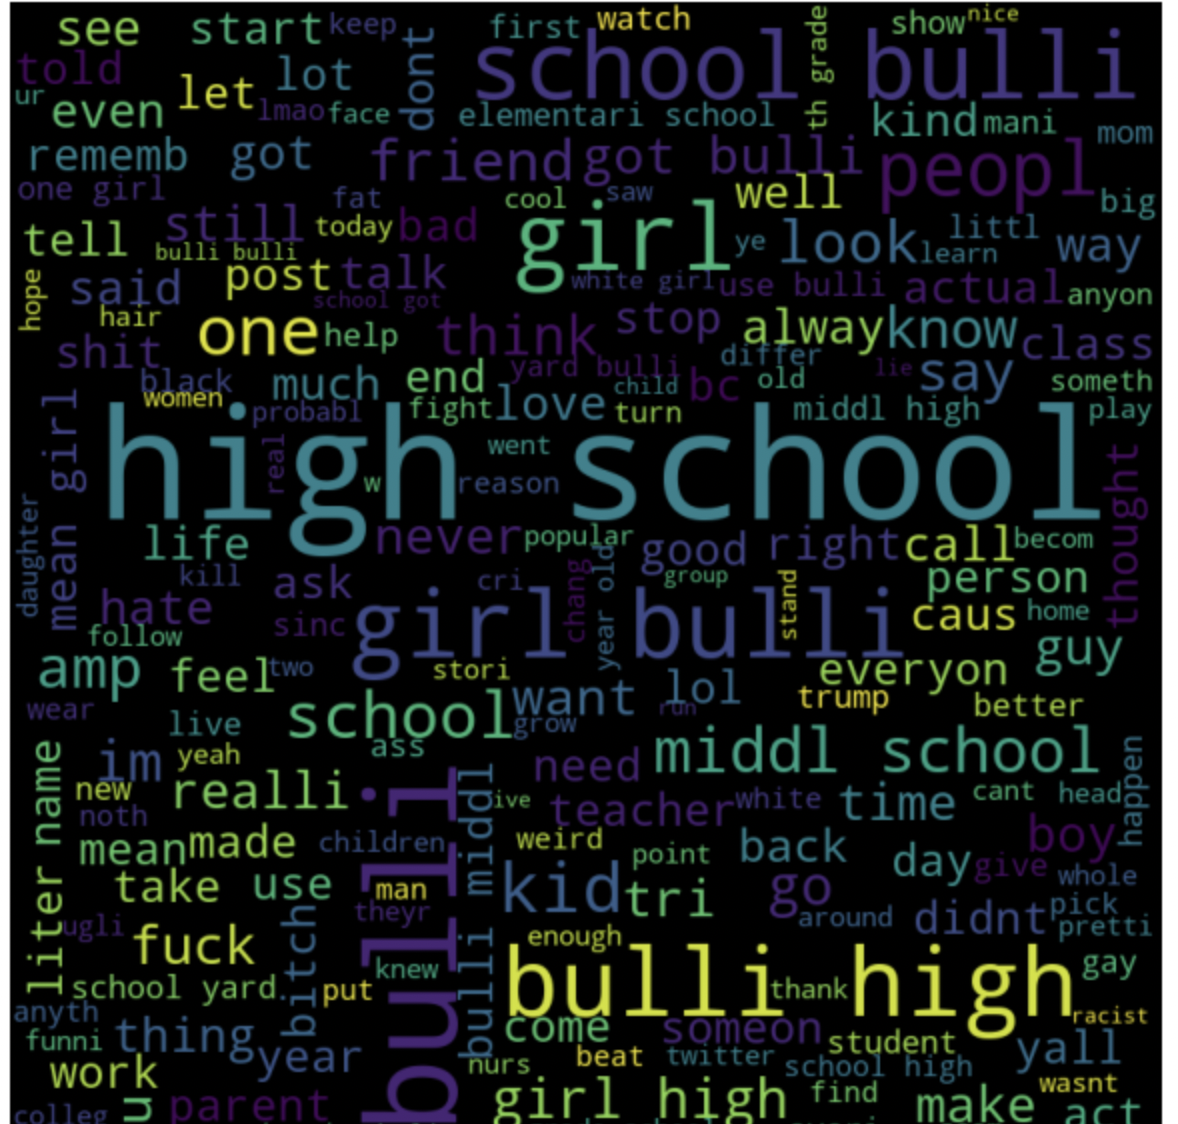 see start keep first watch th grade show nice
told lot dont school bulli
ur even let lmao face elementari school kind mani mom
rememb got friend got bulli peopl
one girl fat cool saw well big
tell still today bad girl ye look littl way
bulli bulli learn
hope said post talk white girl use bulli actual anyon
hair school got
one help think stop alway know class
shit yard bulli differ lie say
black much end child bc old someth
women probabl fight love turn middl high play
mean girl high school
real w went reason thought
daughter life never popular good right call becom
kill ask cri chang year old group person
hate sinc girl bulli stand caus home
follow guy
amp feel two stori everyon
wear live school want lol trump better
grow run
im yeah ass need middl school happen
liter name new realli bulli middl ive teacher white time cant head
noth
mean made children weird point back day give boy whole
take use man kid tri go pick
ugli theyr around didnt pretti
fuck bitch enough bulli high gay
school yard put knew bulli thank racist
anyth
funni thing year come someon student yall
work nurs beat twitter school high wasnt
colleg u parent girl high find make act